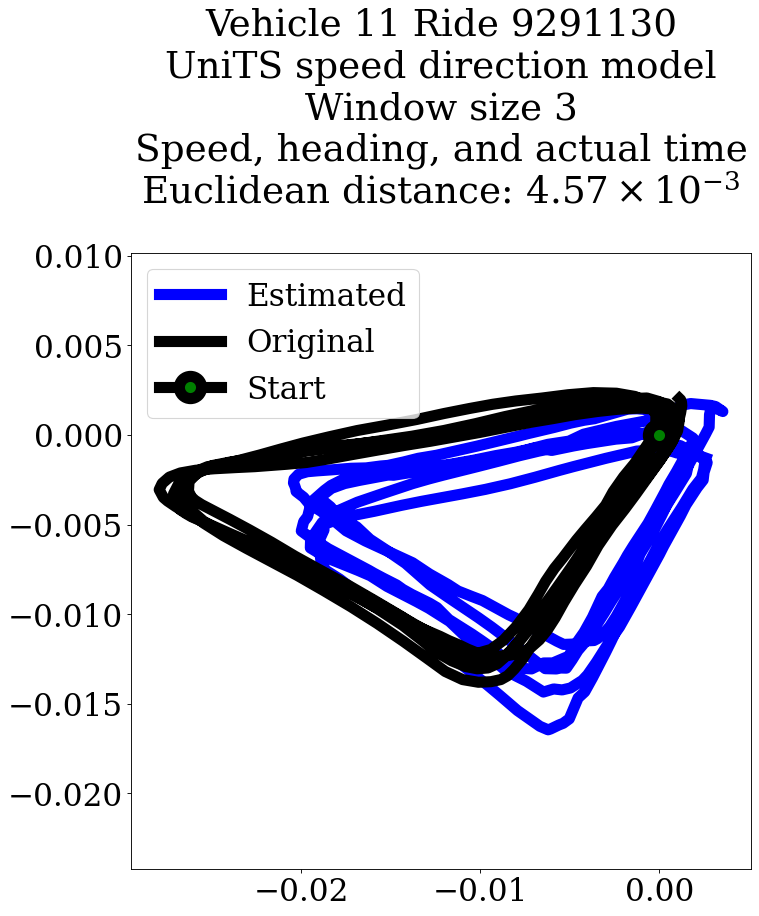 Vehicle 11 Ride 9291130
UniTS speed direction model
Window size 3
Speed, heading, and actual time
Euclidean distance: 4.57 × 10⁻³
0.010
0.005
0.000
−0.005
−0.010
−0.015
−0.020
Estimated
Original
Start
−0.02
−0.01
0.00